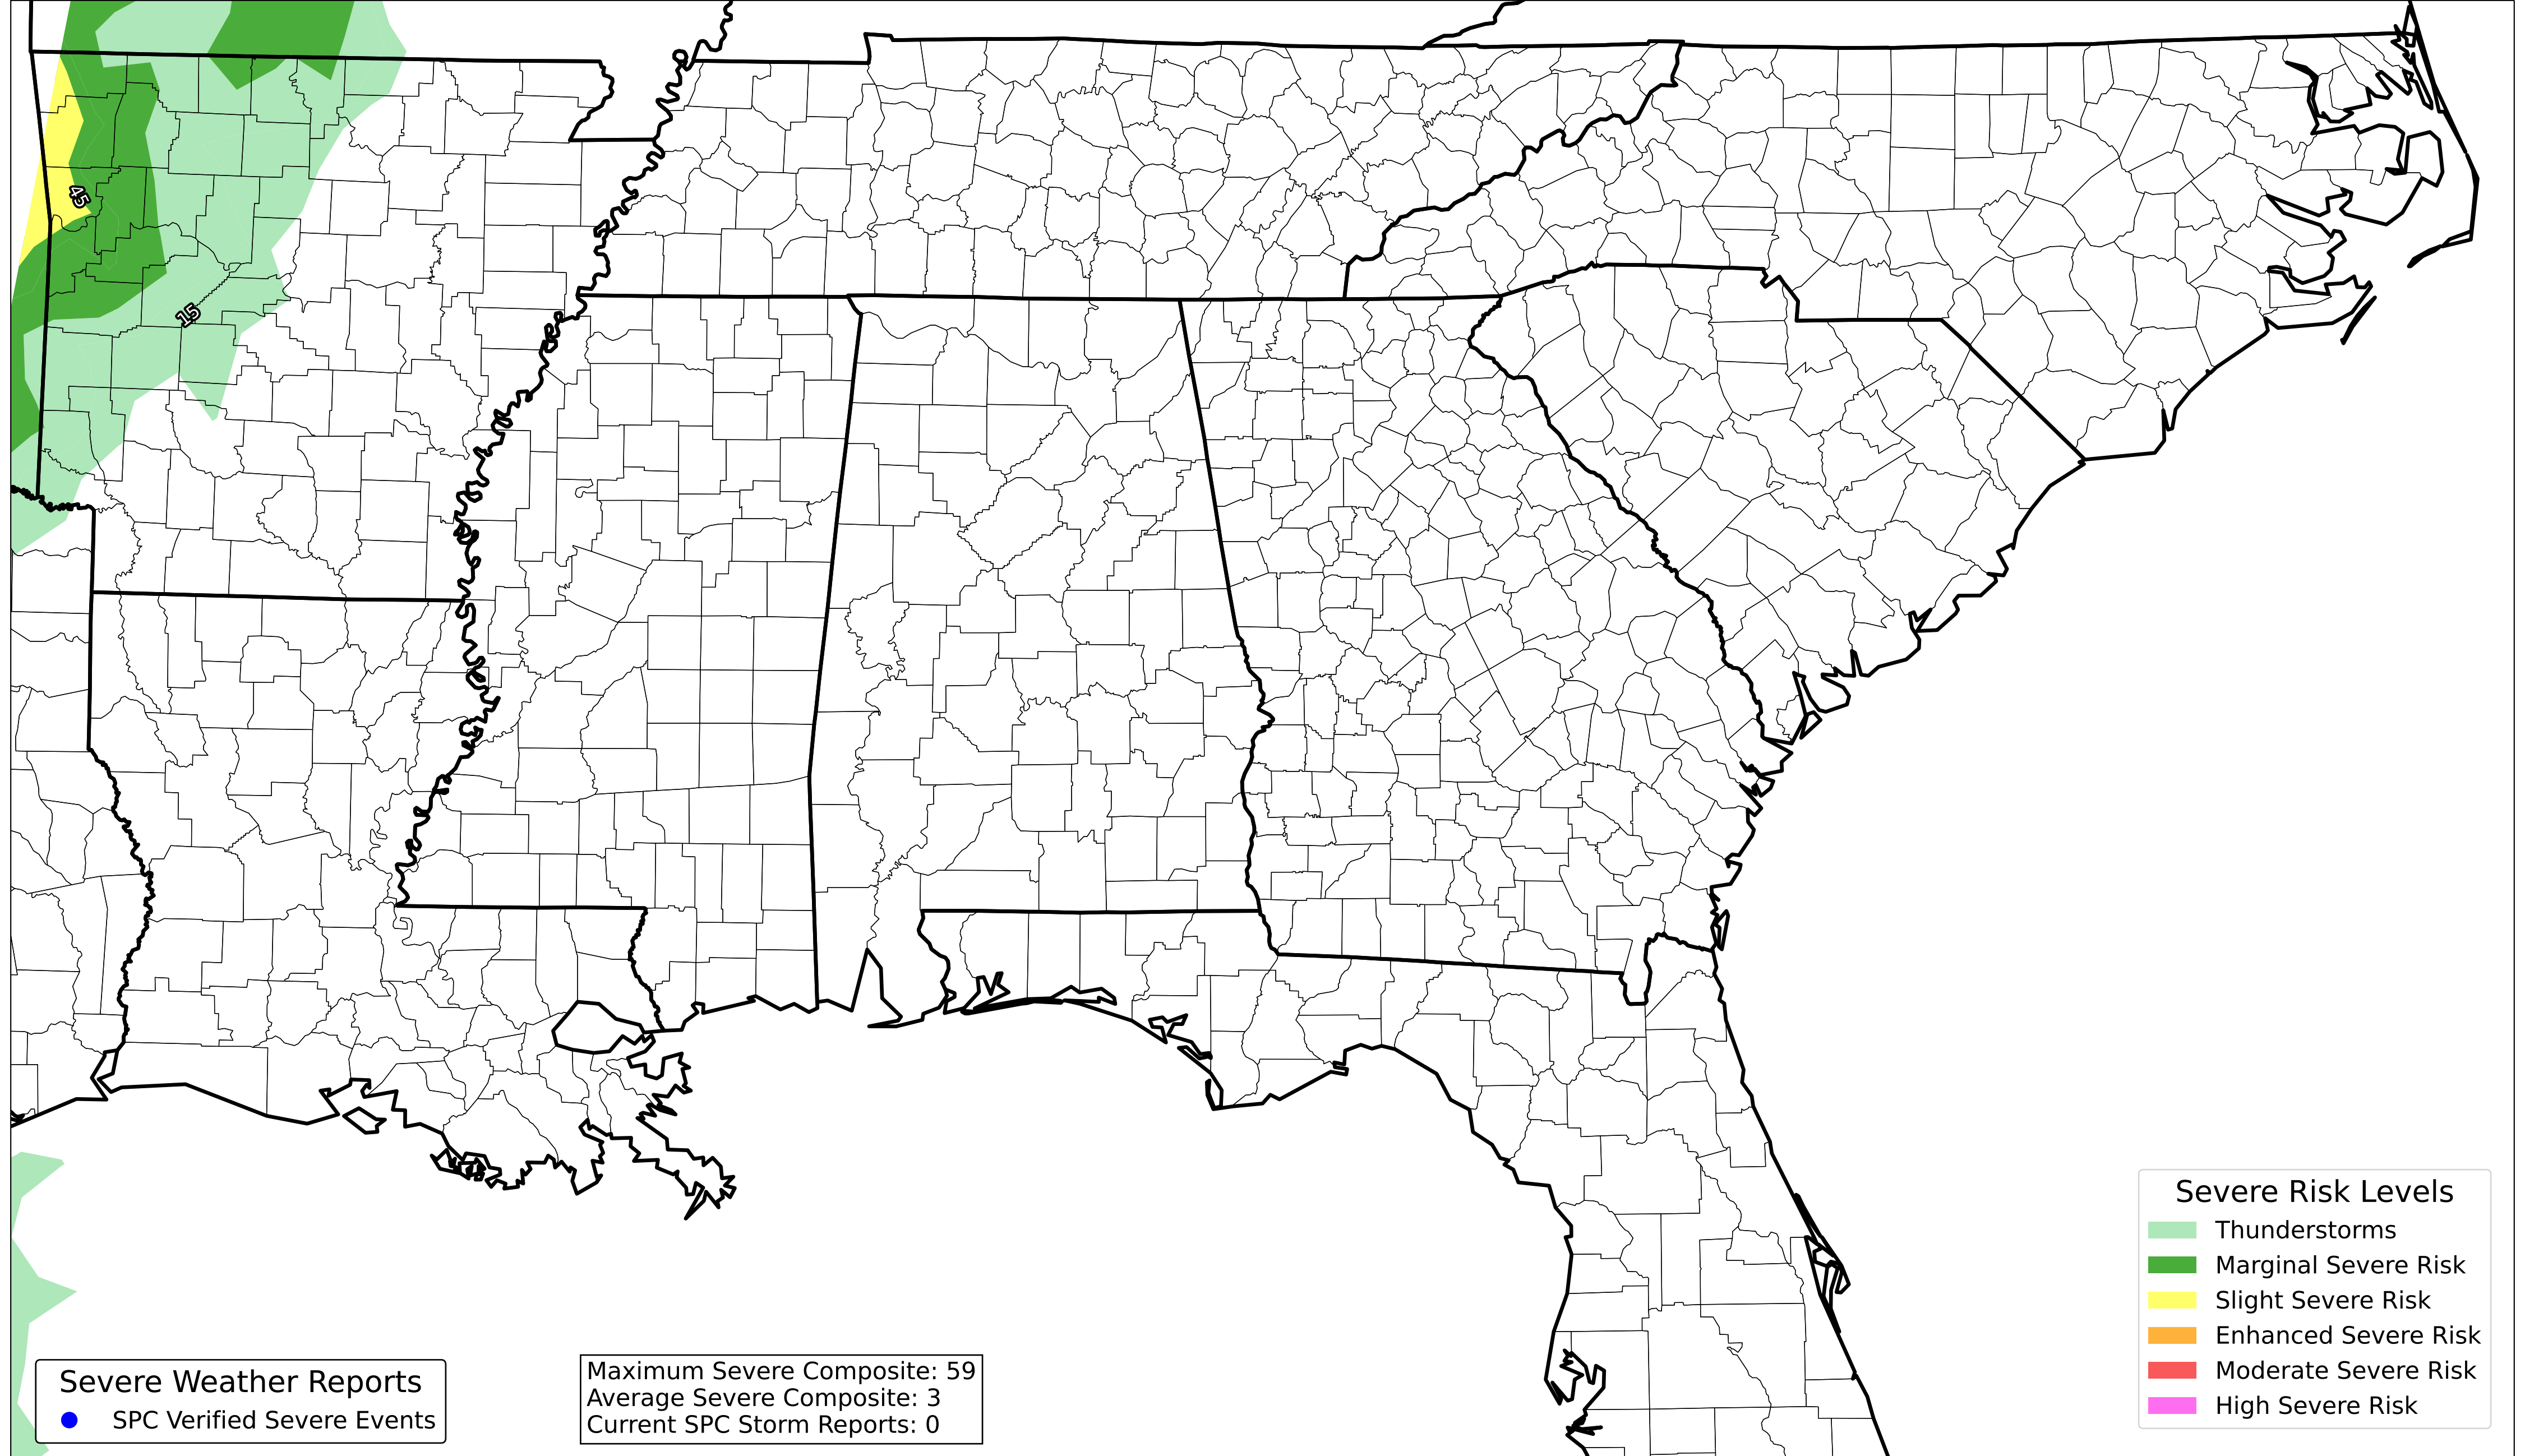 45
15
Severe Risk Levels
Thunderstorms
Marginal Severe Risk
Slight Severe Risk
Enhanced Severe Risk
Moderate Severe Risk
High Severe Risk
Severe Weather Reports
SPC Verified Severe Events
Maximum Severe Composite: 59
Average Severe Composite: 3
Current SPC Storm Reports: 0